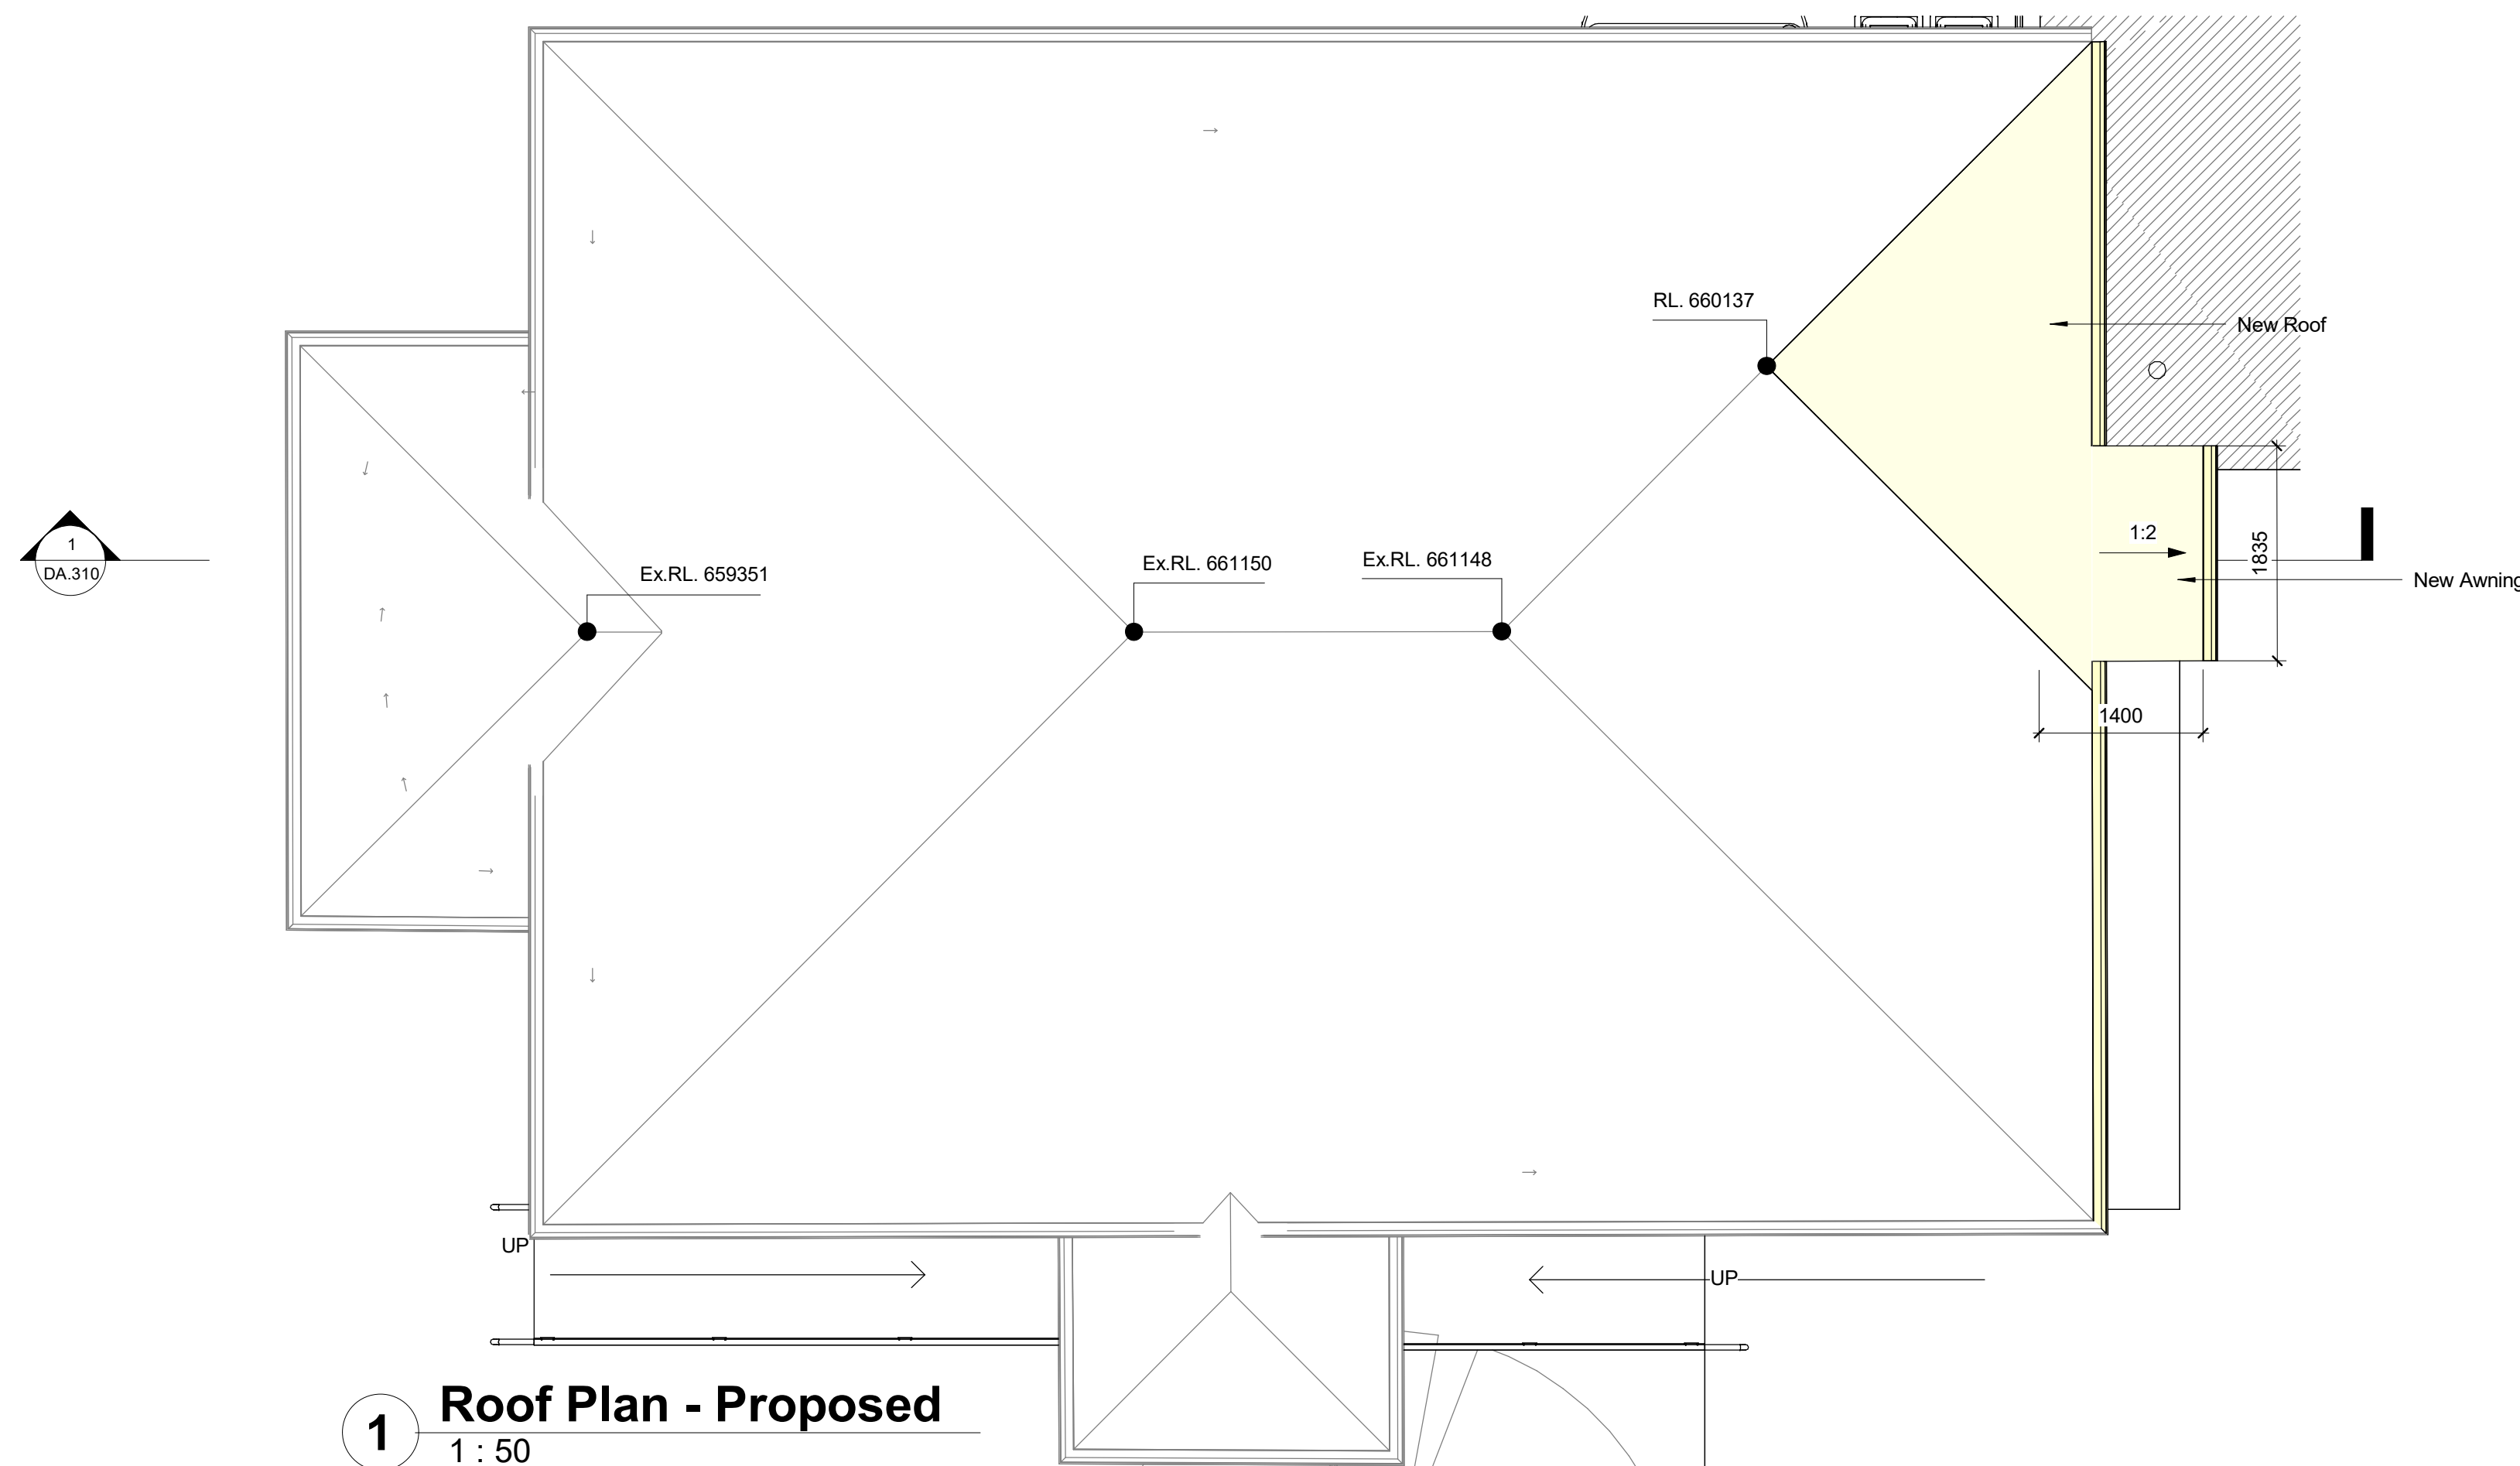 RL. 660137
New Roof
1:2
1835
1
DA.310
Ex.RL. 659351
Ex.RL. 661150
Ex.RL. 661148
New Awning
1400
UP
UP
1
Roof Plan - Proposed
1 : 50